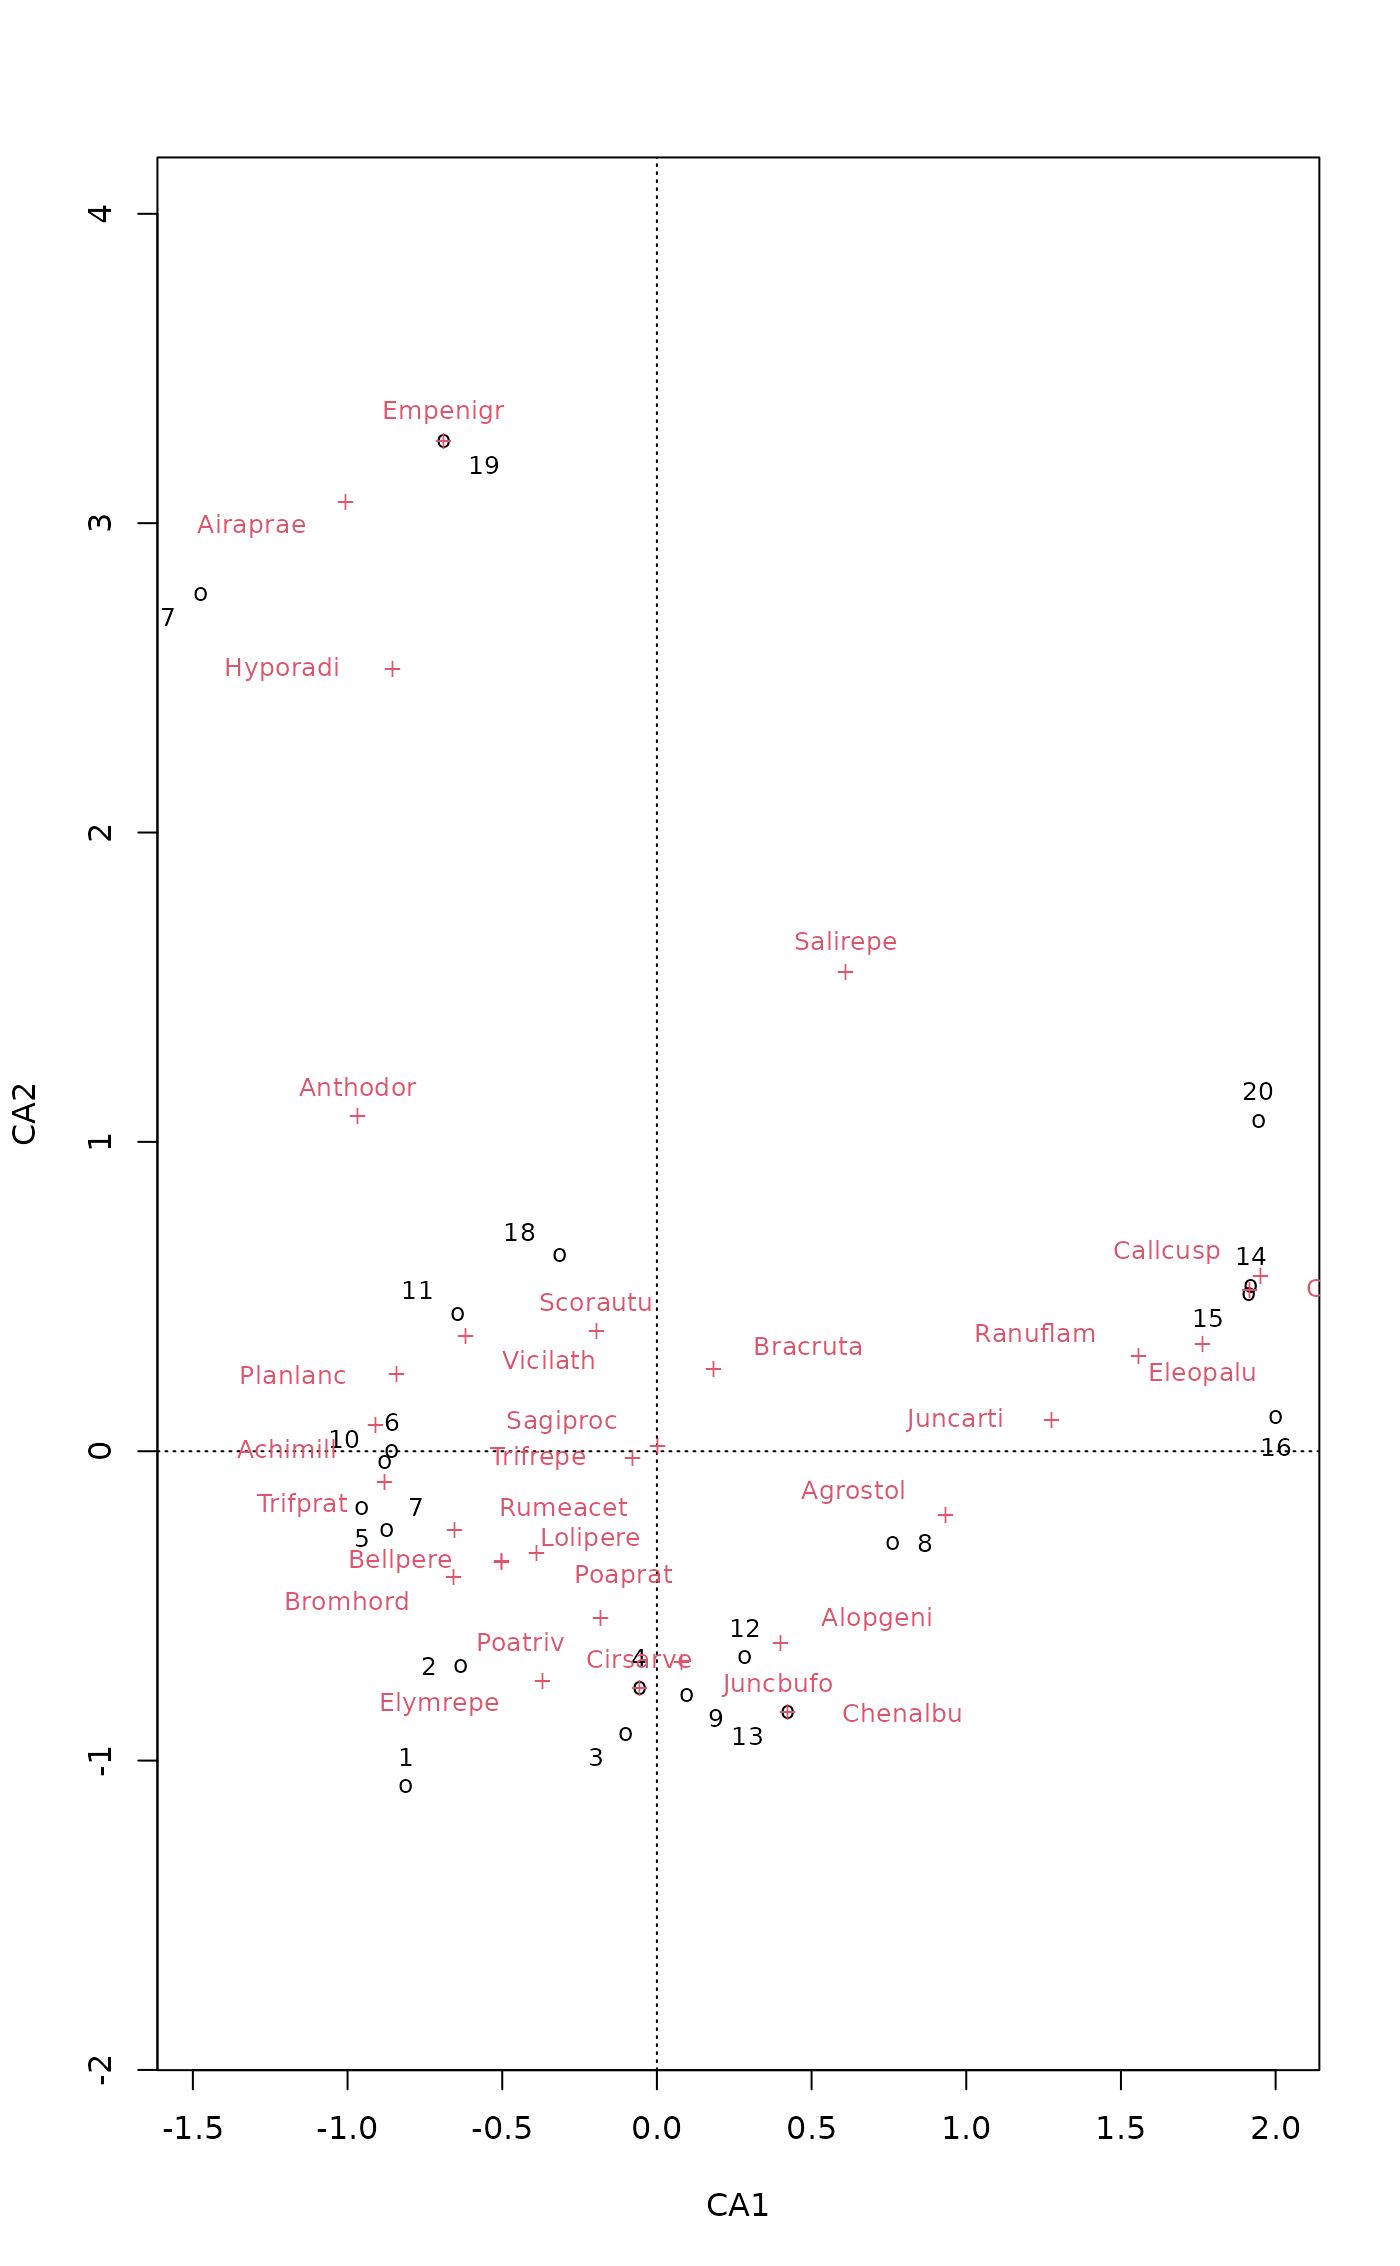 4
Empenigr
19
3
Airaprae
7
Hyporadi
2
Salirepe
CA2
Anthodor
20
1
18
Callcusp
14
11
C
Scorautu
15
Ranuflam
Bracruta
Vicilath
Planlanc
Eleopalu
Sagiproc
6
Juncarti
10
16
0
Achimill
Trifrepe
Agrostol
Trifprat
7
Rumeacet
5
Lolipere
8
Bellpere
Poaprat
Bromhord
Alopgeni
12
Poatriv
4
Cirsarve
2
Juncbufo
Elymrepe
Chenalbu
9
13
1
3
-1
-2
-1.5 -1.0 -0.5 0.0 0.5 1.0 1.5 2.0
CA1